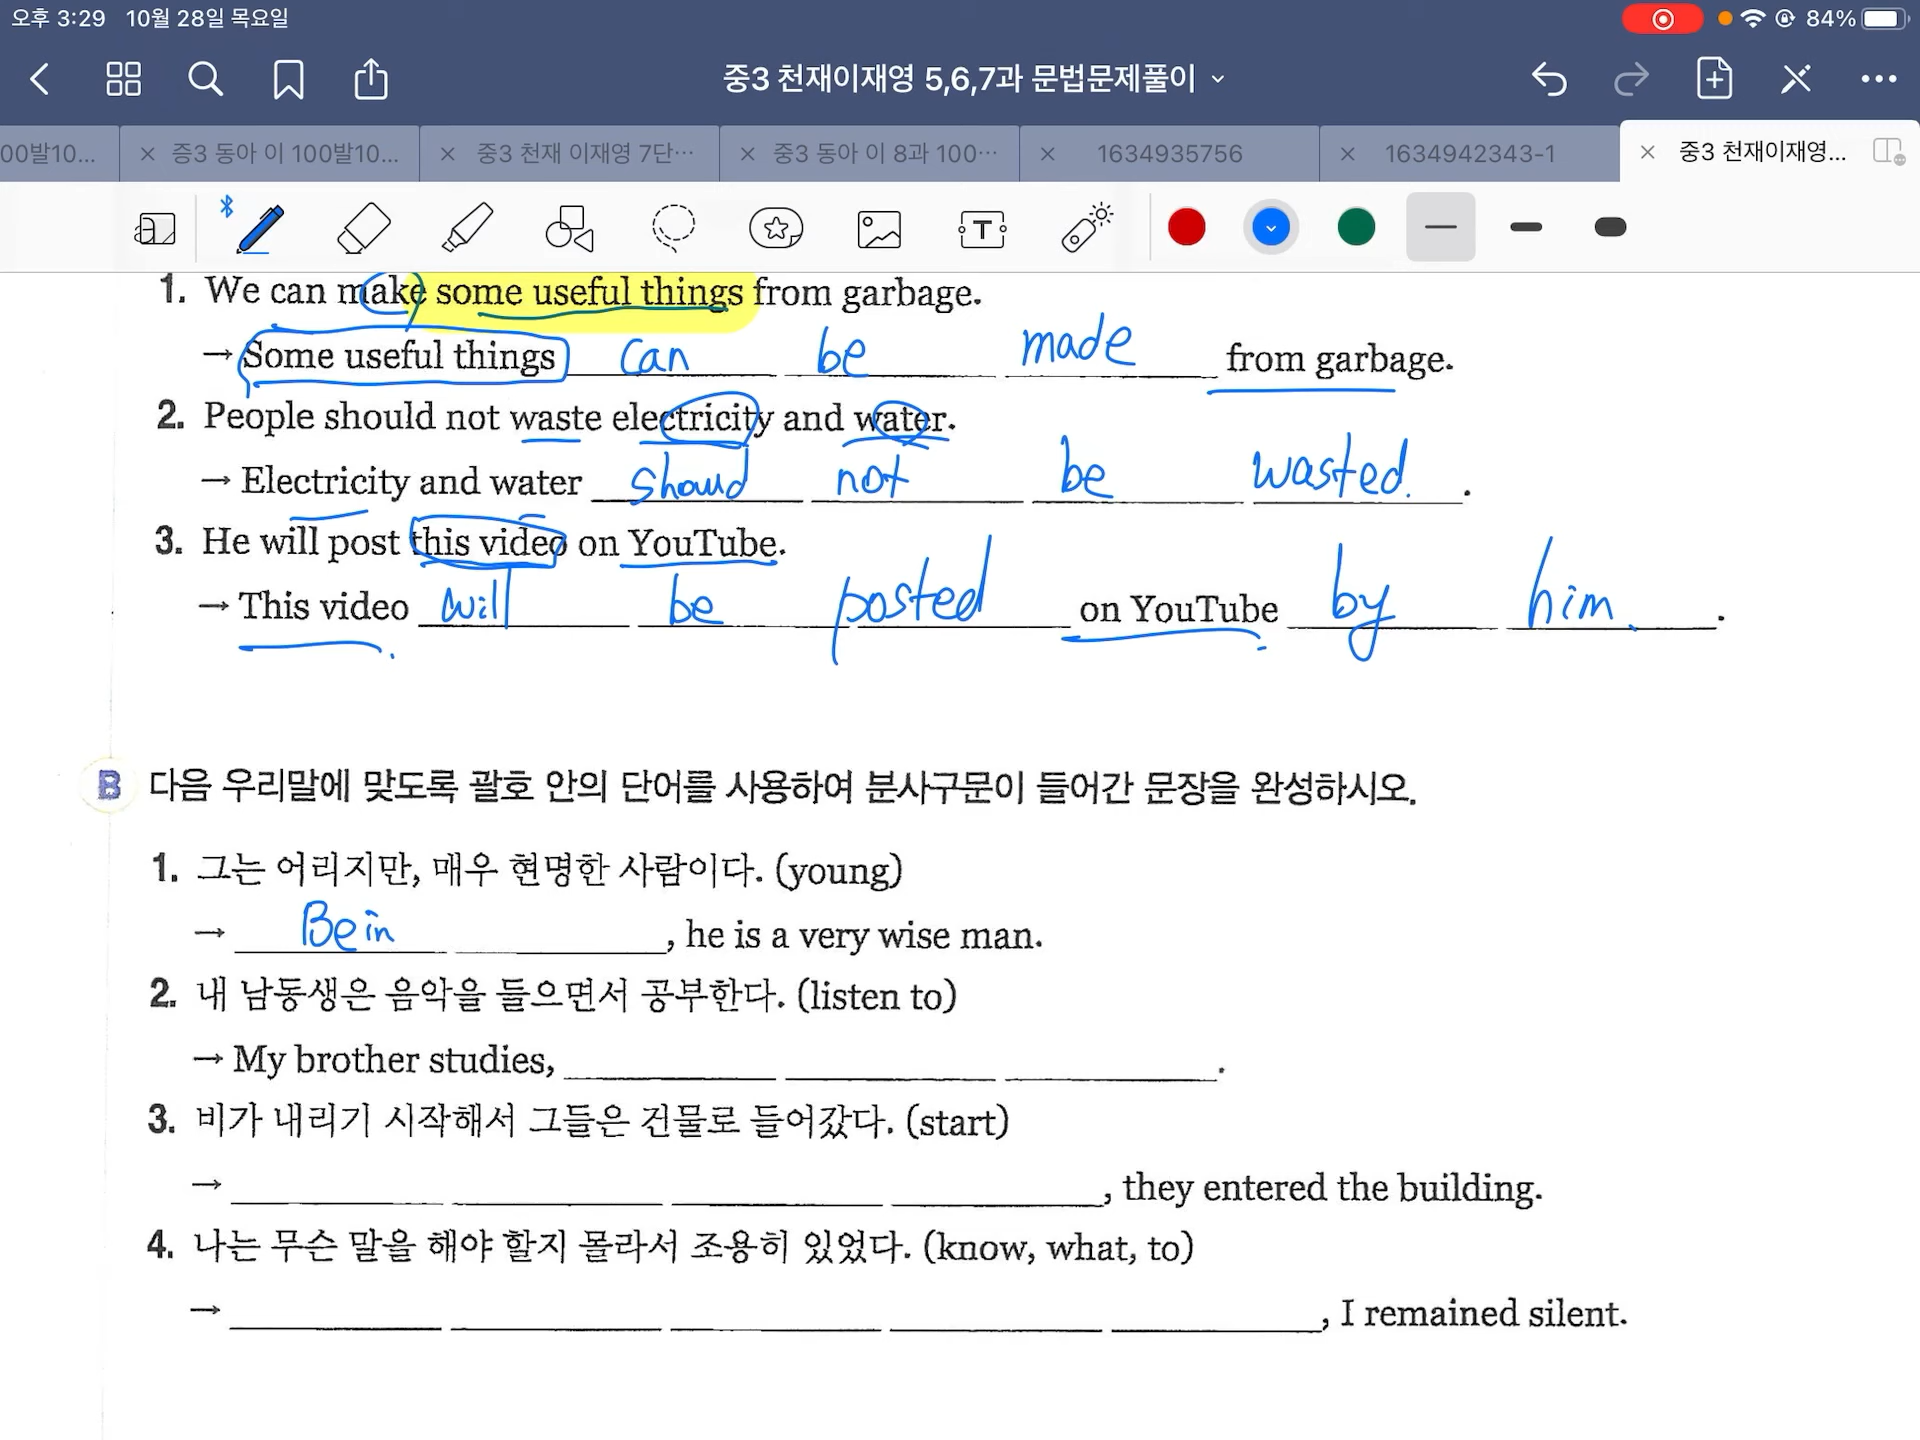 오후 3:29 10월 28일 목요일 84%
중3 천재이재영 5,6,7과 문법문제풀이
00발10... 증3 동아 이 100발10... 중3 천재 이재영 7단... 중3 동아 이 8과 100... 1634935756 1634942343-1 중3 천재이재영...
1. We can make some useful things from garbage.
→ Some useful things can be made from garbage.
2. People should not waste electricity and water.
→ Electricity and water should not be wasted.
3. He will post this video on YouTube.
→ This video will be posted on YouTube by him.
B 다음 우리말에 맞도록 괄호 안의 단어를 사용하여 분사구문이 들어간 문장을 완성하시오.
1. 그는 어리지만, 매우 현명한 사람이다. (young)
→ Bein , he is a very wise man.
2. 내 남동생은 음악을 들으면서 공부한다. (listen to)
→ My brother studies, .
3. 비가 내리기 시작해서 그들은 건물로 들어갔다. (start)
→ , they entered the building.
4. 나는 무슨 말을 해야 할지 몰라서 조용히 있었다. (know, what, to)
→ , I remained silent.